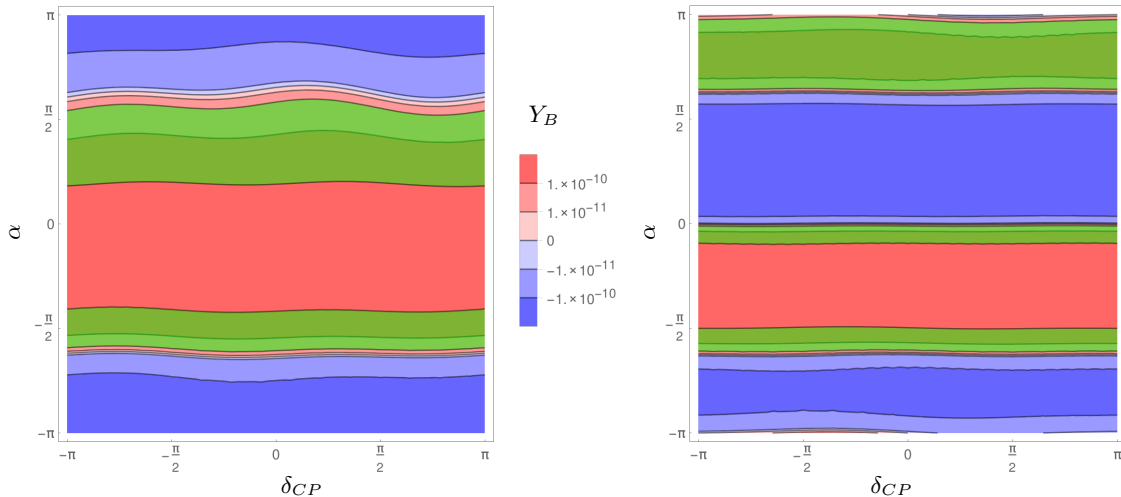 π
π/2
0
-π/2
-π
α
-π
-π/2
0
π/2
π
δ_CP
Y_B
1.×10^-10
1.×10^-11
0
-1.×10^-11
-1.×10^-10
π
π/2
0
-π/2
-π
α
-π
-π/2
0
π/2
π
δ_CP